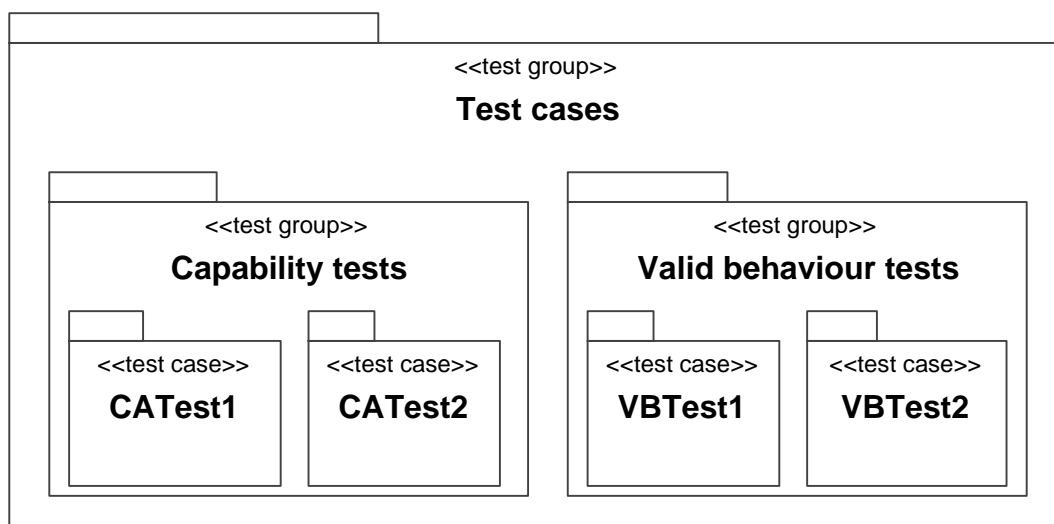 <<test group>>
Test cases
<<test group>>
Capability tests
<<test case>>
CATest1
<<test case>>
CATest2
<<test group>>
Valid behaviour tests
<<test case>>
VBTest1
<<test case>>
VBTest2